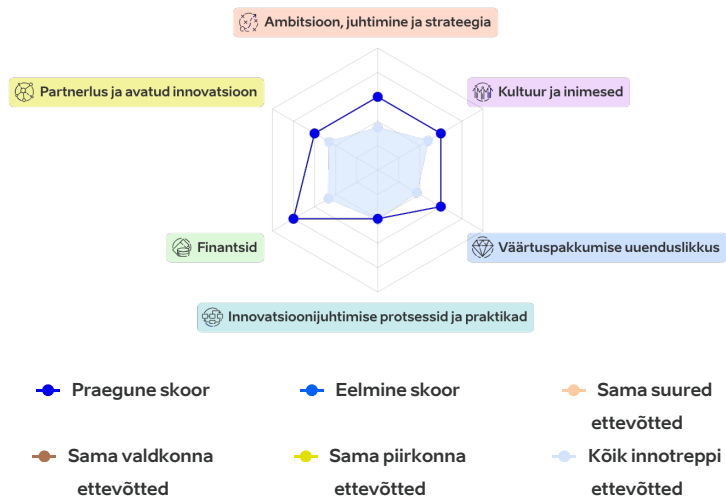 Ambitsioon, juhtimine ja strateegia
Partnerlus ja avatud innovatsioon
Kultuur ja inimesed
Finantsid
Väärtuspakkumise uuenduslikkus
Innovatsioonijuhtimise protsessid ja praktikad
Praegune skoor
Eelmine skoor
Sama suured
ettevõtted
Sama valdkonna
ettevõtted
Sama piirkonna
ettevõtted
Kõik innotreppi
ettevõtted